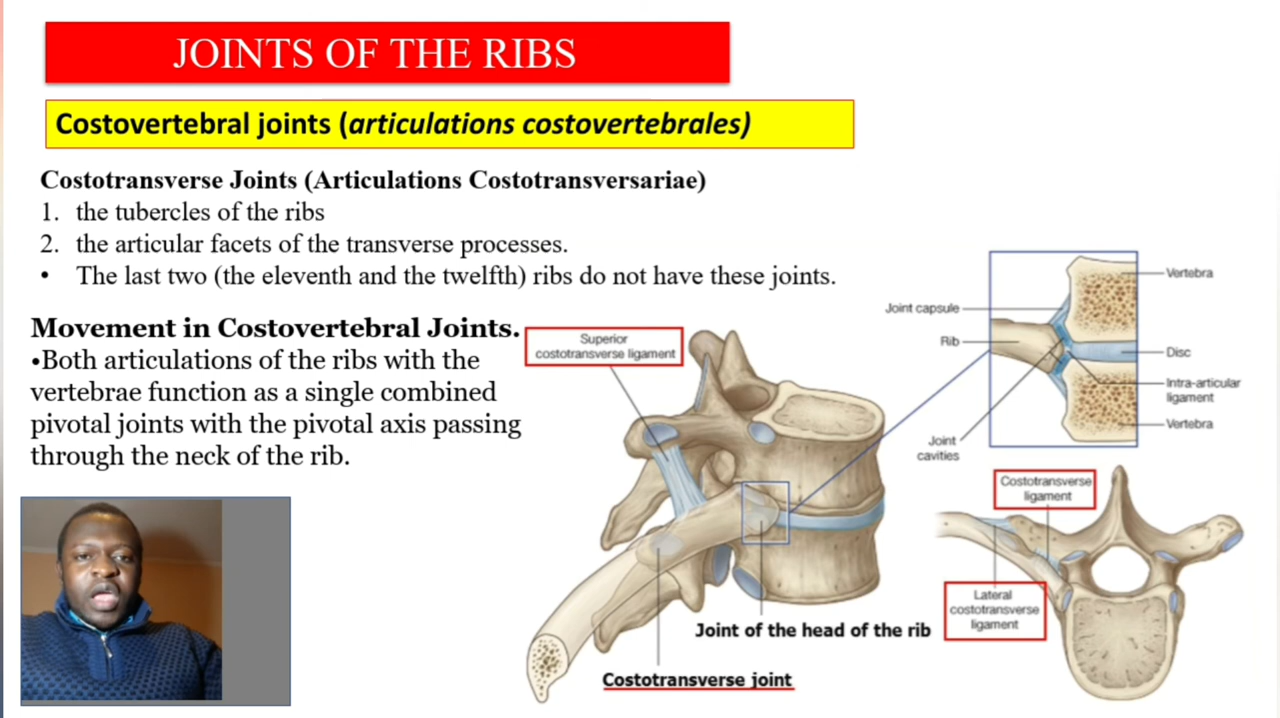 JOINTS OF THE RIBS
Costovertebral joints (articulations costovertebrales)
Costotransverse Joints (Articulations Costotransversariae)
1. the tubercles of the ribs
2. the articular facets of the transverse processes.
• The last two (the eleventh and the twelfth) ribs do not have these joints.
Movement in Costovertebral Joints.
•Both articulations of the ribs with the
vertebrae function as a single combined
pivotal joints with the pivotal axis passing
through the neck of the rib.
Superior
costotransverse ligament
Joint of the head of the rib
Costotransverse joint
Joint capsule
Rib
Joint
cavities
Vertebra
Disc
Intra-articular
ligament
Vertebra
Costotransverse
ligament
Lateral
costotransverse
ligament